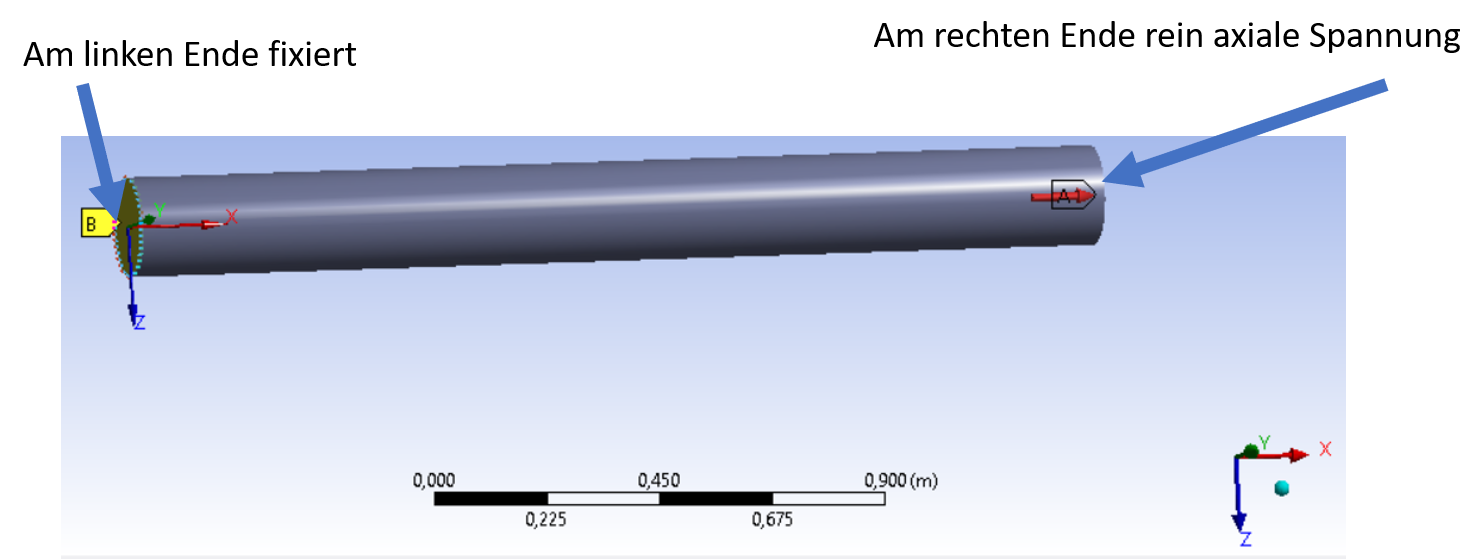 Am linken Ende fixiert
Am rechten Ende rein axiale Spannung
B
Y
X
Z
A
0,000
0,450
0,900 (m)
0,225
0,675
Y
X
Z